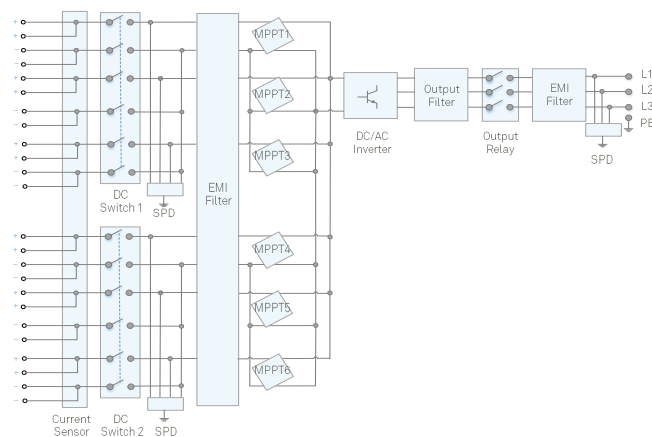 MPPT1
MPPT2
MPPT3
EMI
Filter
MPPT4
MPPT5
MPPT6
DC
Switch 1
SPD
DC
Switch 2
SPD
Current
Sensor
DC/AC
Inverter
Output
Filter
Output
Relay
EMI
Filter
L1
L2
L3
PE
SPD